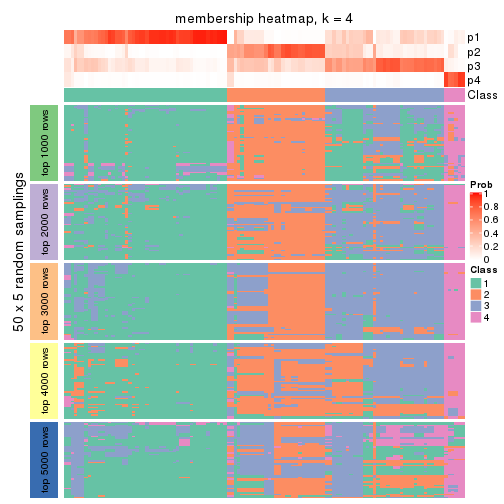 membership heatmap, k = 4
p1
p2
p3
p4
Class
50 x 5 random samplings
top 1000 rows
top 2000 rows
top 3000 rows
top 4000 rows
top 5000 rows
Prob
1
0.8
0.6
0.4
0.2
0
Class
1
2
3
4